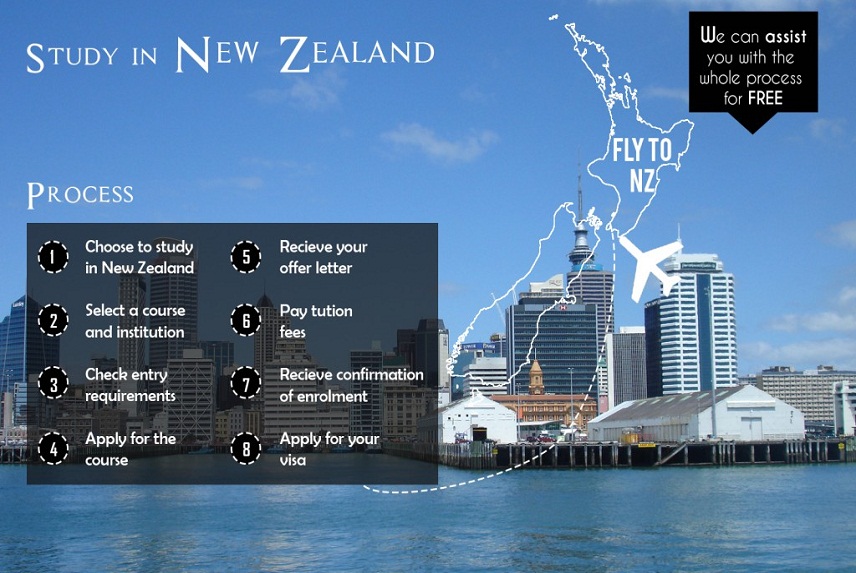 Study in New Zealand
We can assist
you with the
whole process
for FREE
FLY TO
NZ
Process
1
Choose to study
in New Zealand
2
Select a course
and institution
3
Check entry
requirements
4
Apply for the
course
5
Recieve your
offer letter
6
Pay tution
fees
7
Recieve confirmation
of enrolment
8
Apply for your
visa